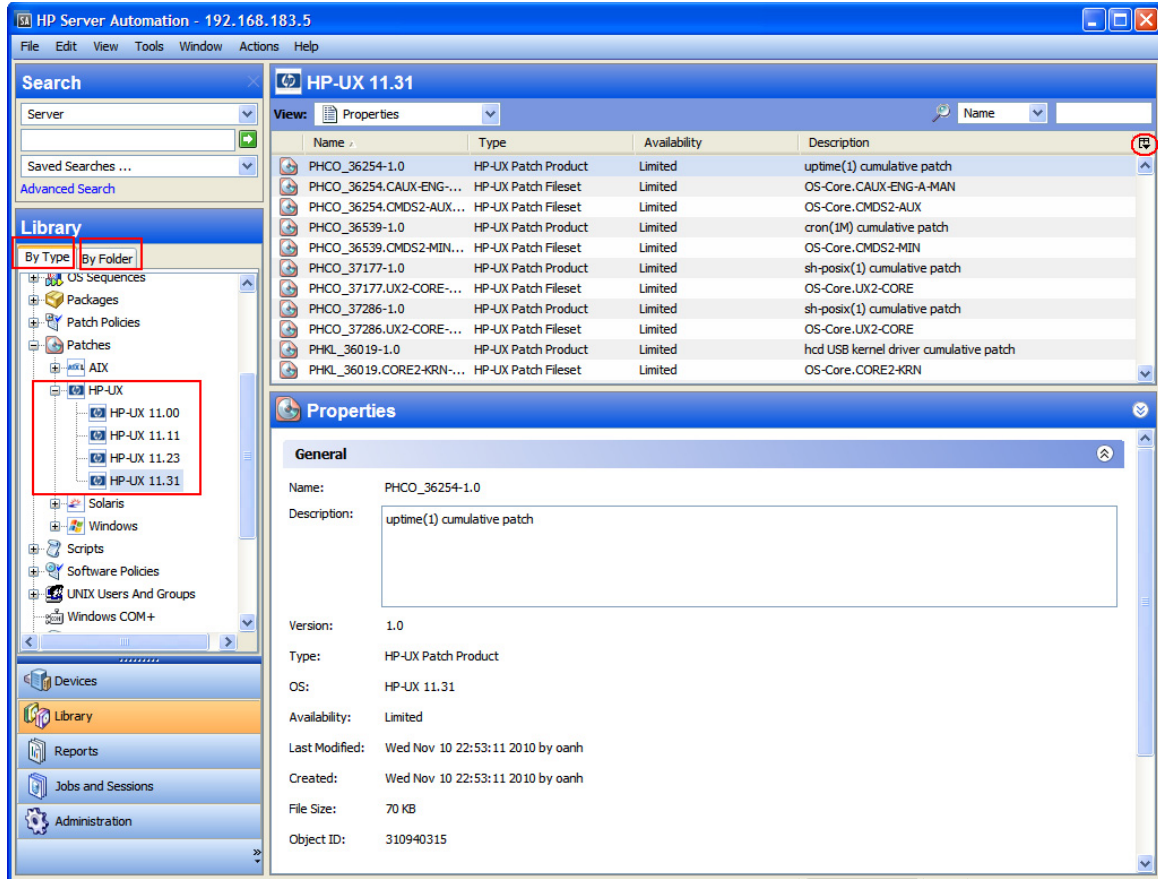 HP Server Automation - 192.168.183.5
File Edit View Tools Window Actions Help
Search
Server
Saved Searches ...
Advanced Search
Library
By Type By Folder
OS Sequences
Packages
Patch Policies
Patches
AIX
HP-UX
HP-UX 11.00
HP-UX 11.11
HP-UX 11.23
HP-UX 11.31
Solaris
Windows
Scripts
Software Policies
UNIX Users And Groups
Windows COM+
Devices
Library
Reports
Jobs and Sessions
Administration
HP-UX 11.31
View: Properties Name
Name Type Availability Description
PHCO_36254-1.0 HP-UX Patch Product Limited uptime(1) cumulative patch
PHCO_36254.CAUX-ENG-... HP-UX Patch Fileset Limited OS-Core.CAUX-ENG-A-MAN
PHCO_36254.CMDS2-AUX... HP-UX Patch Fileset Limited OS-Core.CMDS2-AUX
PHCO_36539-1.0 HP-UX Patch Product Limited cron(1M) cumulative patch
PHCO_36539.CMDS2-MIN... HP-UX Patch Fileset Limited OS-Core.CMDS2-MIN
PHCO_37177-1.0 HP-UX Patch Product Limited sh-posix(1) cumulative patch
PHCO_37177.UX2-CORE-... HP-UX Patch Fileset Limited OS-Core.UX2-CORE
PHCO_37286-1.0 HP-UX Patch Product Limited sh-posix(1) cumulative patch
PHCO_37286.UX2-CORE-... HP-UX Patch Fileset Limited OS-Core.UX2-CORE
PHKL_36019-1.0 HP-UX Patch Product Limited hcd USB kernel driver cumulative patch
PHKL_36019.CORE2-KRN-... HP-UX Patch Fileset Limited OS-Core.CORE2-KRN
Properties
General
Name: PHCO_36254-1.0
Description: uptime(1) cumulative patch
Version: 1.0
Type: HP-UX Patch Product
OS: HP-UX 11.31
Availability: Limited
Last Modified: Wed Nov 10 22:53:11 2010 by oanh
Created: Wed Nov 10 22:53:11 2010 by oanh
File Size: 70 KB
Object ID: 310940315